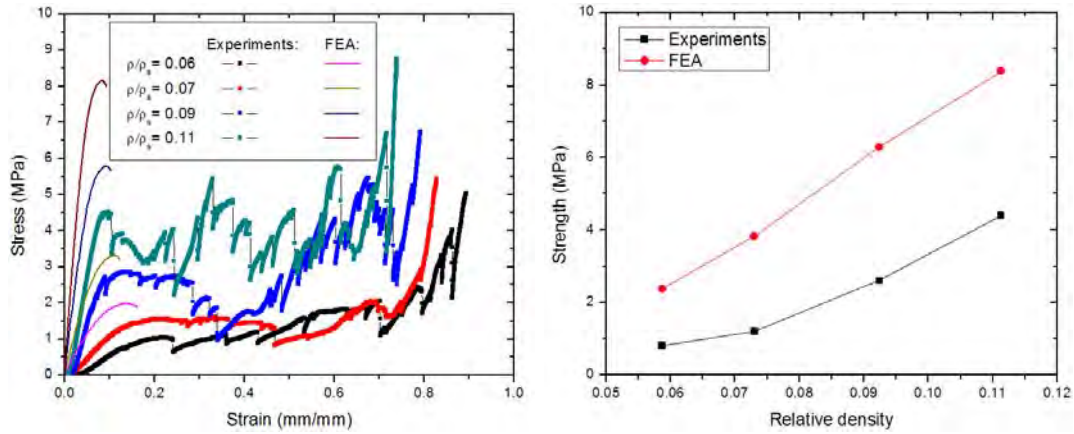 Experiments: FEA:
ρ/ρs= 0.06
ρ/ρs= 0.07
ρ/ρs= 0.09
ρ/ρs= 0.11
Stress (MPa)
10
9
8
7
6
5
4
3
2
1
0
0.0 0.2 0.4 0.6 0.8 1.0
Strain (mm/mm)
Experiments
FEA
Strength (MPa)
10
8
6
4
2
0
0.05 0.06 0.07 0.08 0.09 0.10 0.11 0.12
Relative density